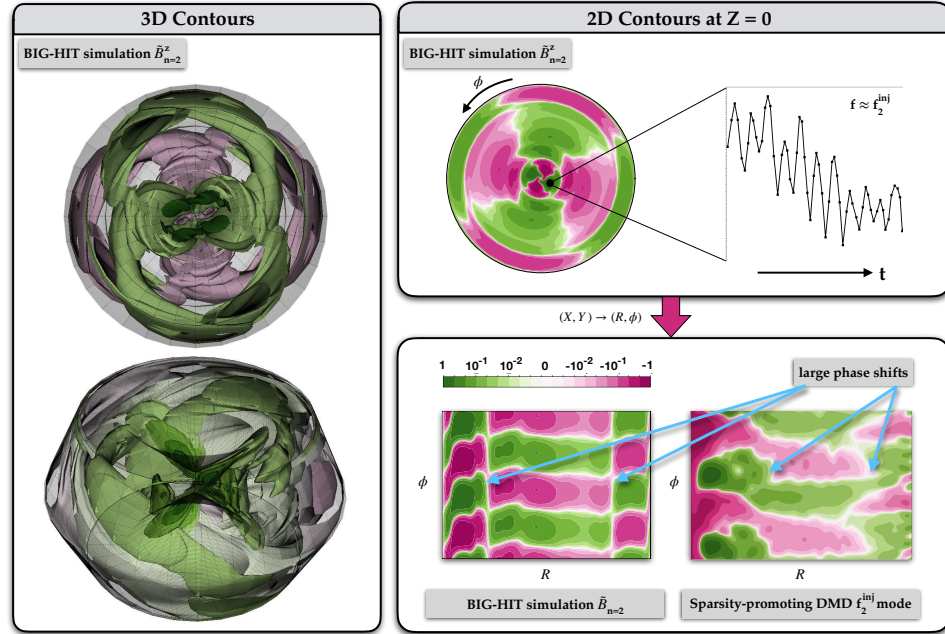 3D Contours
BIG-HIT simulation B̃ᶻₙ₌₂
2D Contours at Z = 0
BIG-HIT simulation B̃ᶻₙ₌₂
ϕ
f ≈ f₂ⁱⁿʲ
t
(X, Y) → (R, ϕ)
1 10⁻¹ 10⁻² 0 -10⁻² -10⁻¹ -1
large phase shifts
ϕ
ϕ
R
R
BIG-HIT simulation B̃ₙ₌₂
Sparsity-promoting DMD f₂ⁱⁿʲ mode